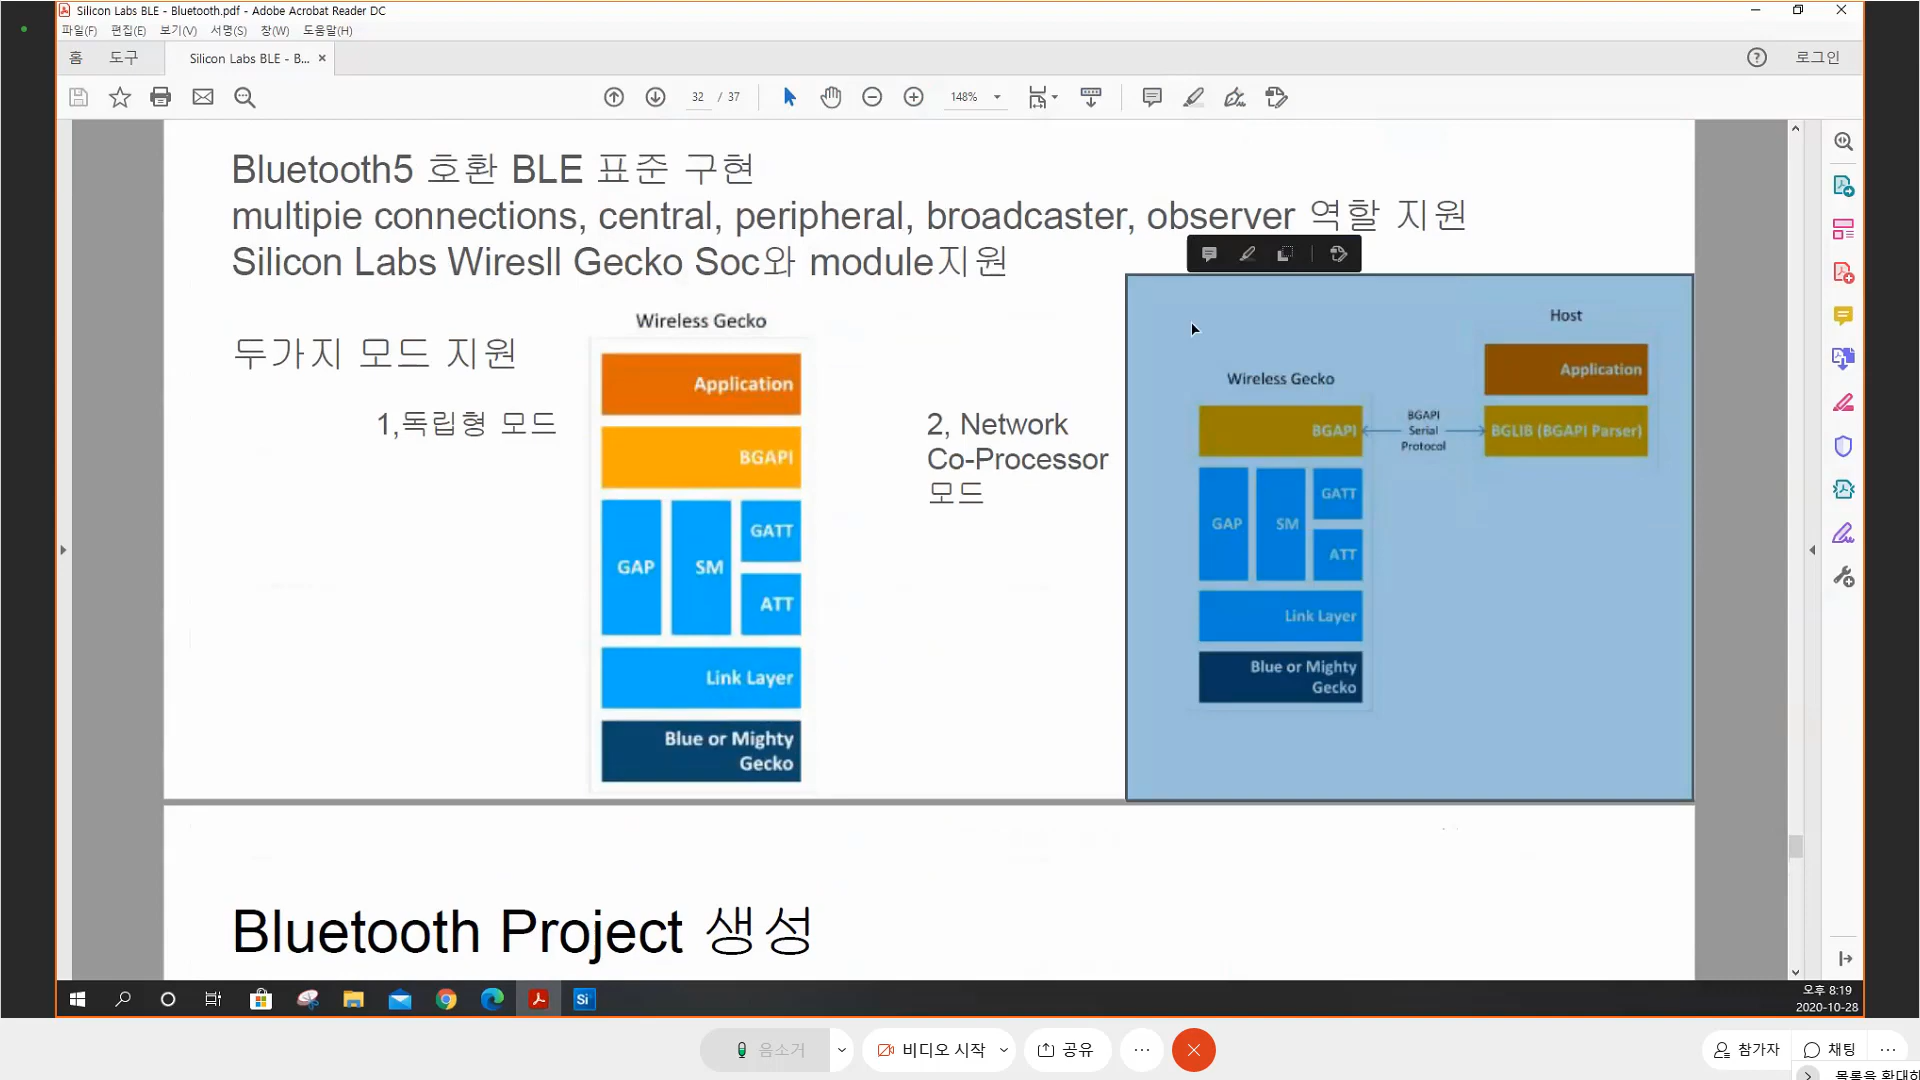 Silicon Labs BLE - Bluetooth.pdf - Adobe Acrobat Reader DC
파일(F) 편집(E) 보기(V) 서명(S) 창(W) 도움말(H)
홈 도구 Silicon Labs BLE - B... × 로그인
32 / 37 148%
Bluetooth5 호환 BLE 표준 구현
multipie connections, central, peripheral, broadcaster, observer 역할 지원
Silicon Labs Wiresll Gecko Soc와 module지원
두가지 모드 지원
1,독립형 모드
Wireless Gecko
Application
BGAPI
GAP SM GATT
ATT
Link Layer
Blue or Mighty
Gecko
2, Network
Co-Processor
모드
Host
Application
Wireless Gecko
BGAPI
BGAPI
Serial
Protocol
BGLIB (BGAPI Parser)
GAP SM GATT
ATT
Link Layer
Blue or Mighty
Gecko
Bluetooth Project 생성
Si
오후 8:19
2020-10-28
음소거 비디오 시작 공유 ... 참가자 채팅 ...